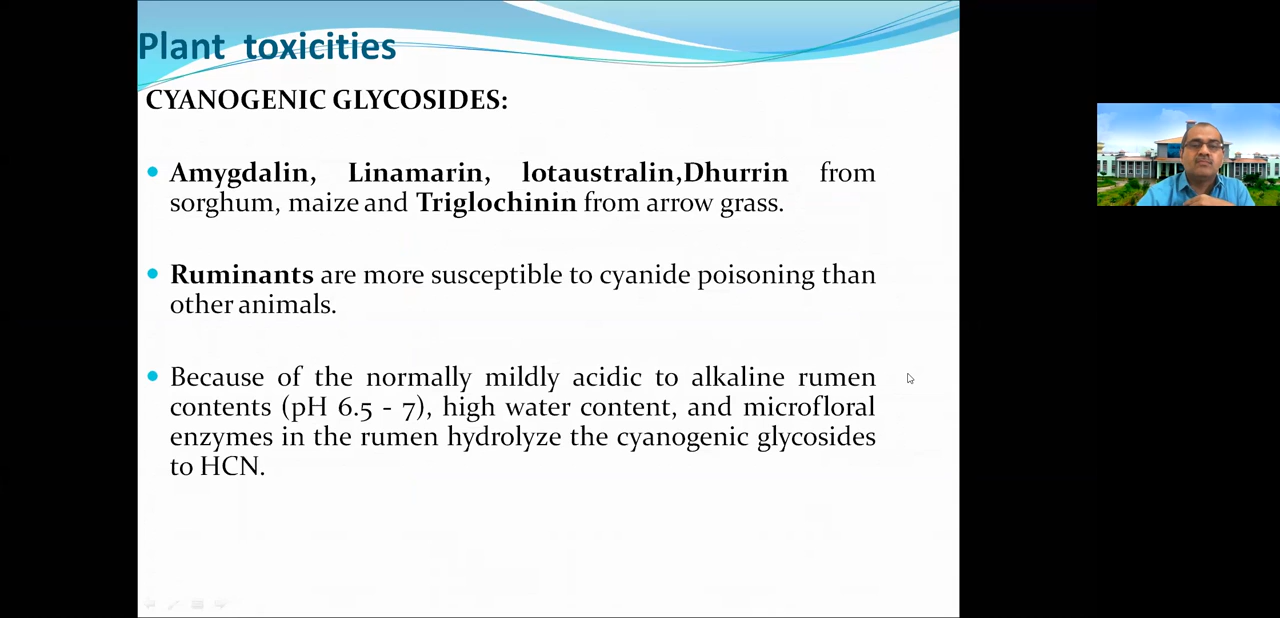 Plant toxicities
CYANOGENIC GLYCOSIDES:
Amygdalin, Linamarin, lotaustralin,Dhurrin from
sorghum, maize and Triglochinin from arrow grass.
Ruminants are more susceptible to cyanide poisoning than
other animals.
Because of the normally mildly acidic to alkaline rumen
contents (pH 6.5 - 7), high water content, and microfloral
enzymes in the rumen hydrolyze the cyanogenic glycosides
to HCN.